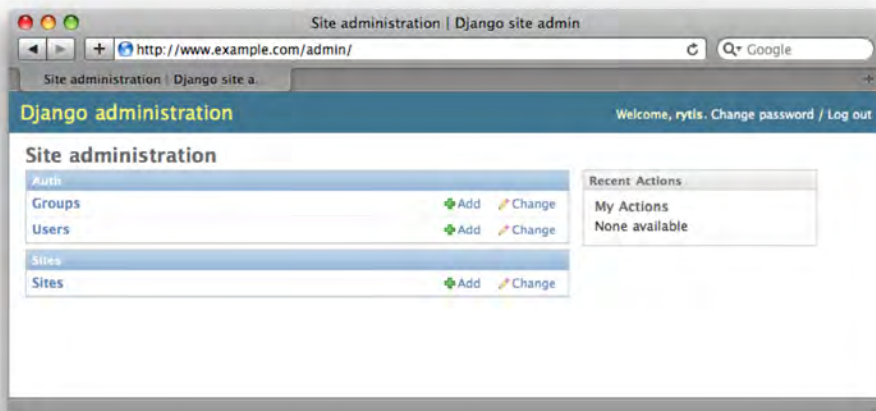 Site administration | Django site admin
http://www.example.com/admin/
Google
Site administration | Django site a...
Django administration
Welcome, rytis. Change password / Log out
Site administration
Auth
Groups Add Change
Users Add Change
Sites
Sites Add Change
Recent Actions
My Actions
None available